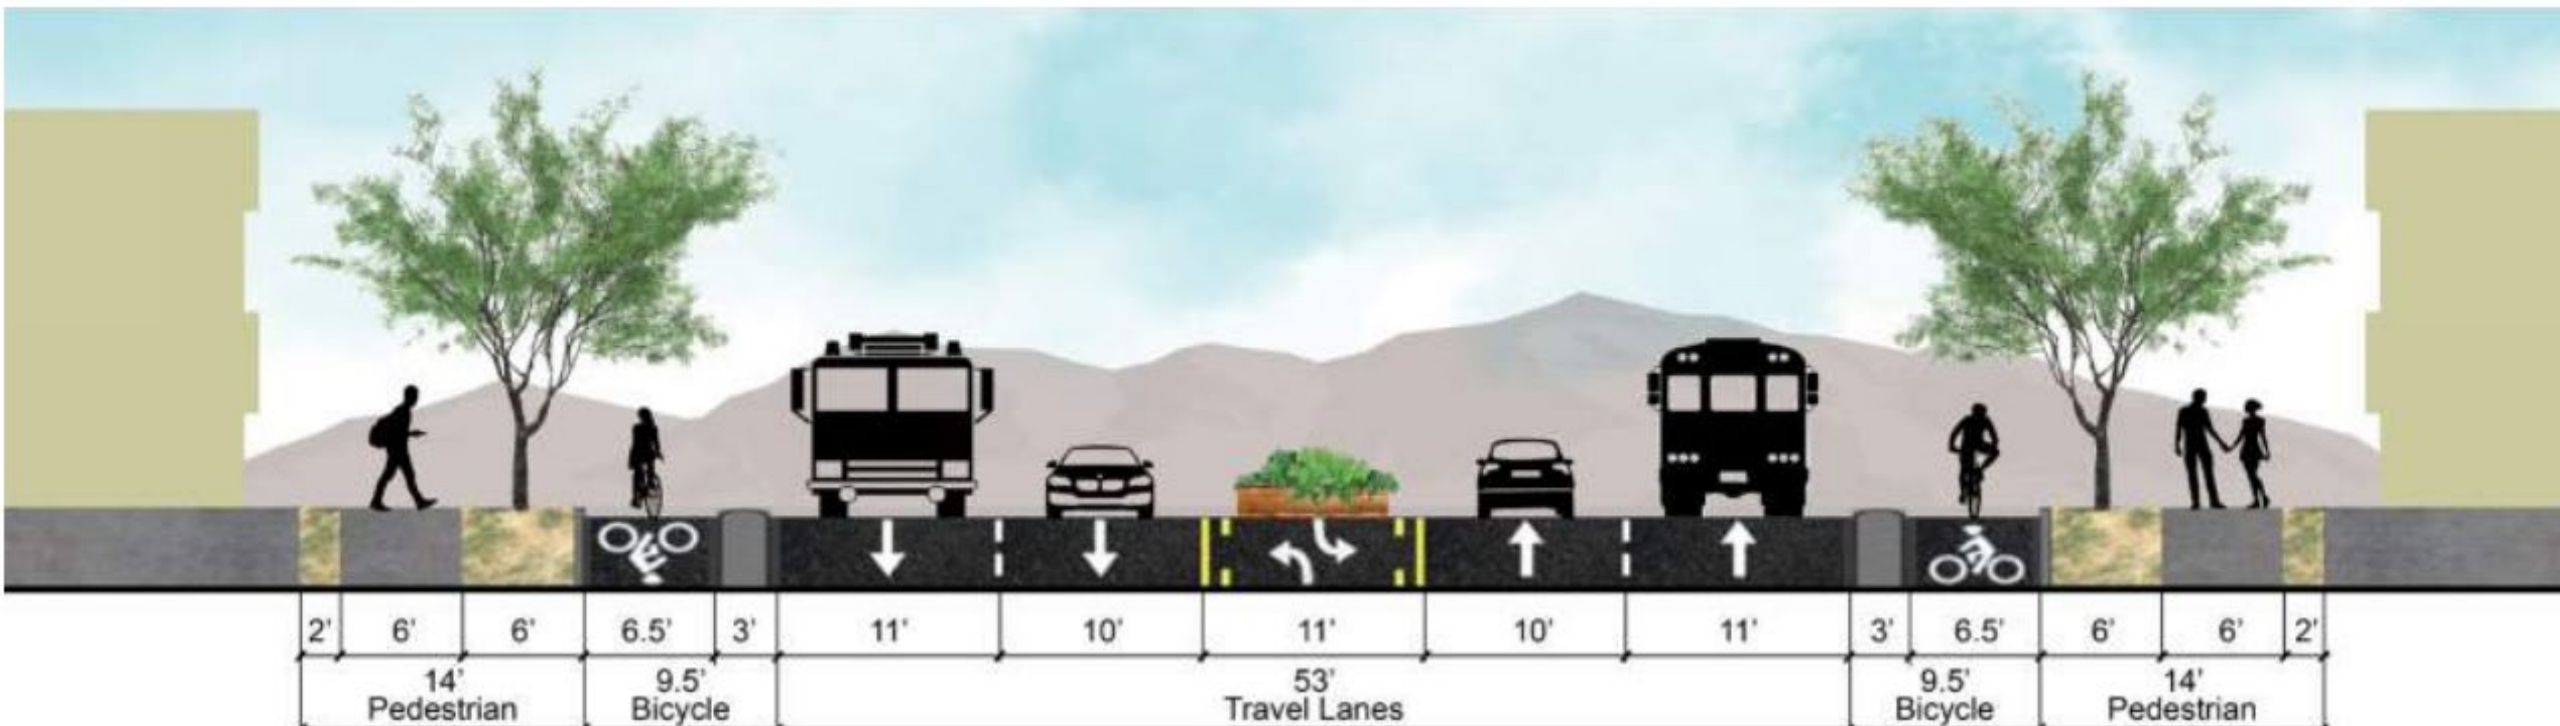 2' 6' 6' 6.5' 3' 11' 10' 11' 10' 11' 3' 6.5' 6' 6' 2'
14' 9.5' 53' 9.5' 14'
Pedestrian Bicycle Travel Lanes Bicycle Pedestrian